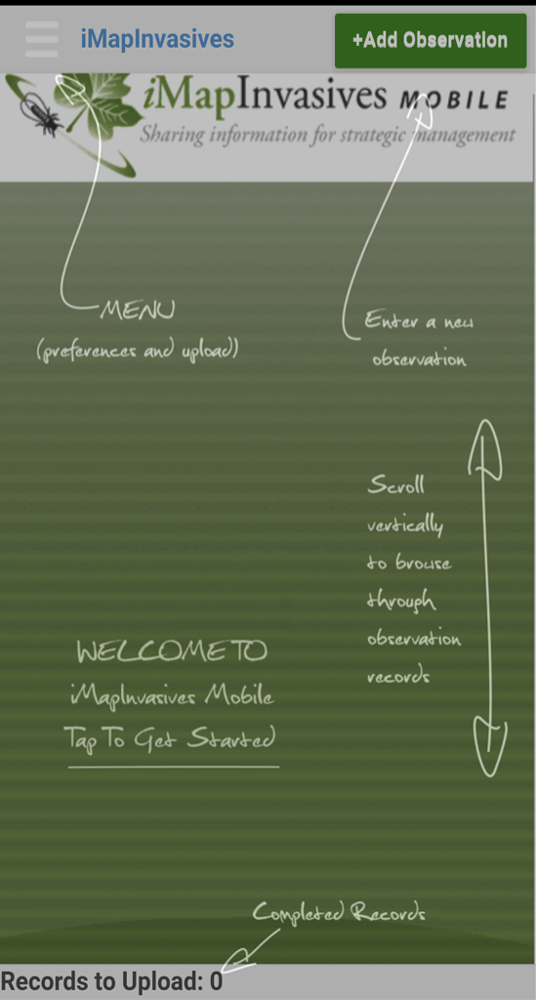 iMapInvasives
+Add Observation
iMapInvasives MOBILE
Sharing information for strategic management
MENU
(preferences and upload)
Enter a new
observation
Scroll
vertically
to browse
through
observation
records
WELCOME TO
iMapInvasives Mobile
Tap To Get Started
Completed Records
Records to Upload: 0